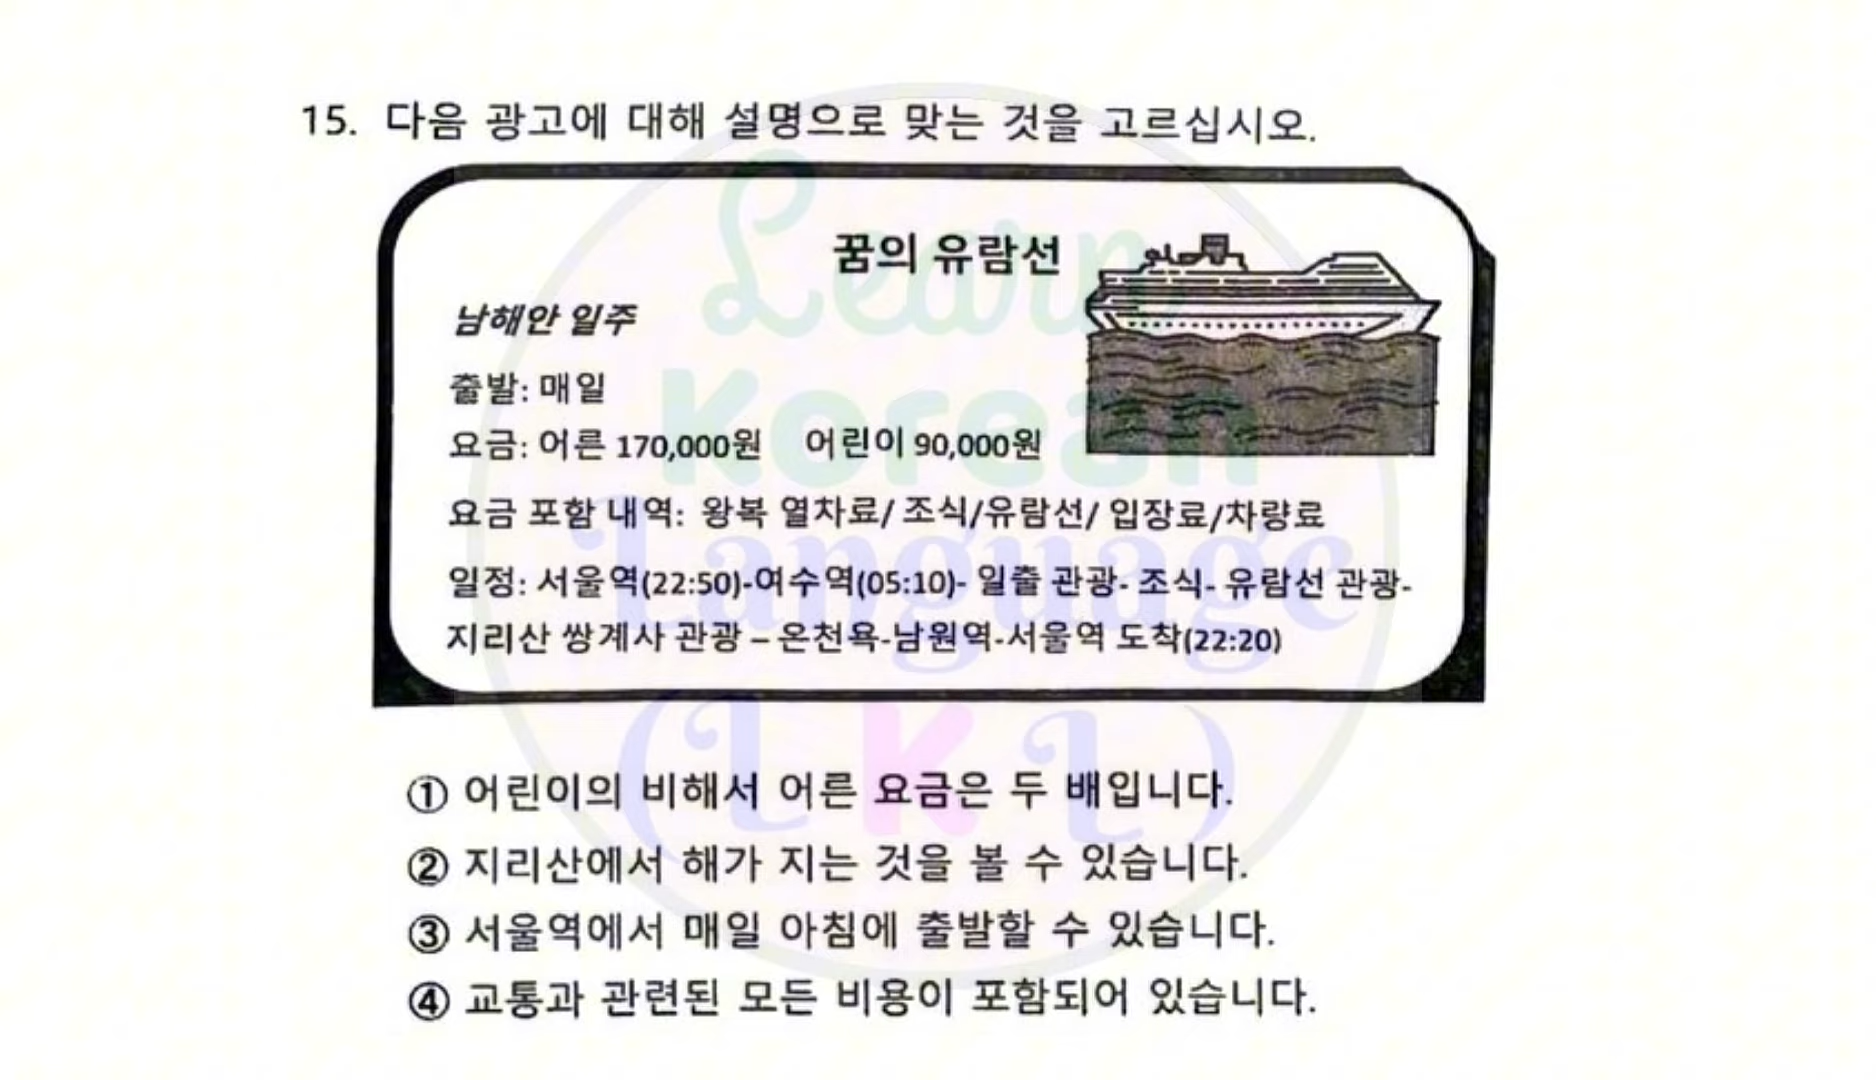 15. 다음 광고에 대해 설명으로 맞는 것을 고르십시오.
꿈의 유람선
남해안 일주
출발: 매일
요금: 어른 170,000원 어린이 90,000원
요금 포함 내역: 왕복 열차료/ 조식/유람선/ 입장료/차량료
일정: 서울역(22:50)-여수역(05:10)- 일출 관광- 조식- 유람선 관광-
지리산 쌍계사 관광 – 온천욕-남원역-서울역 도착(22:20)
① 어린이의 비해서 어른 요금은 두 배입니다.
② 지리산에서 해가 지는 것을 볼 수 있습니다.
③ 서울역에서 매일 아침에 출발할 수 있습니다.
④ 교통과 관련된 모든 비용이 포함되어 있습니다.
Learn
Korean
Language
(LKL)